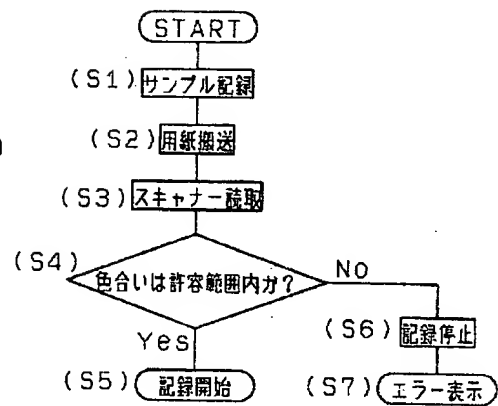 START
(S1) サンプル記録
(S2) 用紙搬送
(S3) スキャナー読取
(S4) 色合いは許容範囲内か?
No
Yes
(S6) 記録停止
(S5) 記録開始
(S7) エラー表示